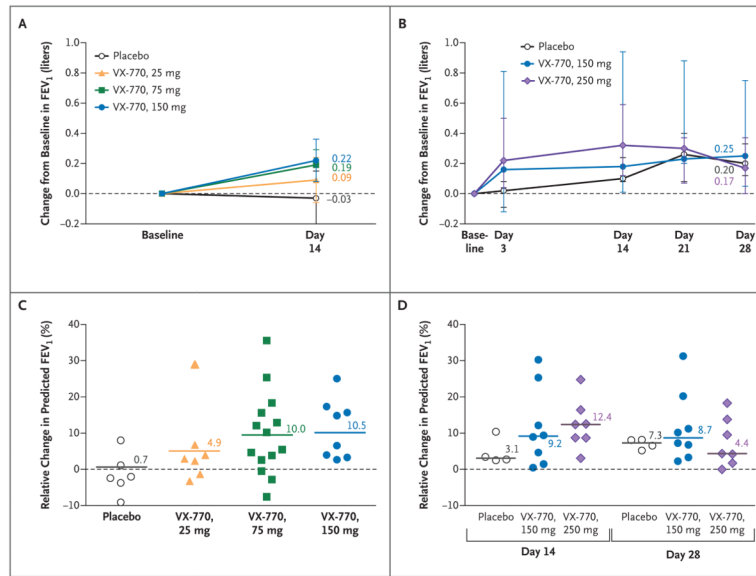 A
Change from Baseline in FEV1 (liters)
1.0
0.8
0.6
0.4
0.2
0.0
−0.2
Placebo
VX-770, 25 mg
VX-770, 75 mg
VX-770, 150 mg
0.22
0.19
0.09
−0.03
Baseline
Day
14
B
Change from Baseline in FEV1 (liters)
1.0
0.8
0.6
0.4
0.2
0.0
0.2
Placebo
VX-770, 150 mg
VX-770, 250 mg
0.25
0.20
0.17
Base-
line
Day
3
Day
14
Day
21
Day
28
C
Relative Change in Predicted FEV1 (%)
40
30
20
10
0
−10
0.7
4.9
10.0
10.5
Placebo
VX-770,
25 mg
VX-770,
75 mg
VX-770,
150 mg
D
Relative Change in Predicted FEV1 (%)
40
30
20
10
0
−10
3.1
9.2
12.4
7.3
8.7
4.4
Placebo
VX-770,
150 mg
VX-770,
250 mg
Placebo
VX-770,
150 mg
VX-770,
250 mg
Day 14
Day 28